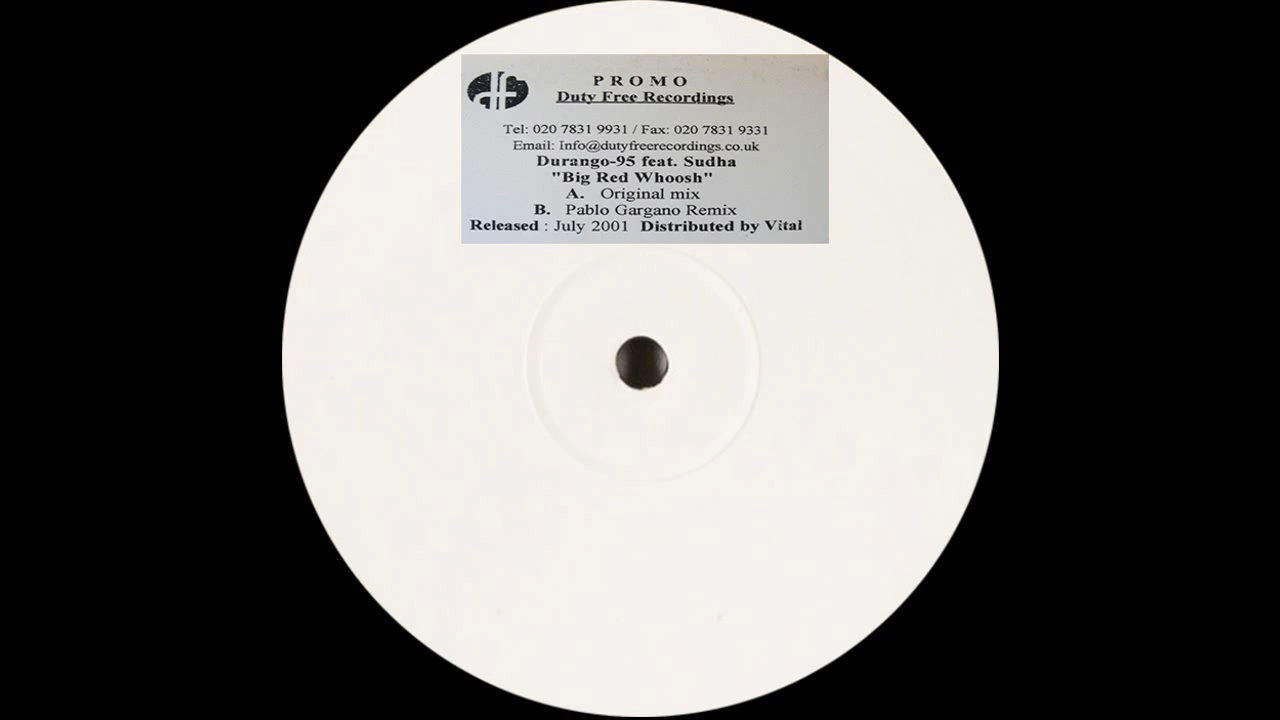 PROMO
Duty Free Recordings
Tel: 020 7831 9931 / Fax: 020 7831 9331
Email: Info@dutyfreerecordings.co.uk
Durango-95 feat. Sudha
"Big Red Whoosh"
A. Original mix
B. Pablo Gargano Remix
Released : July 2001 Distributed by Vital